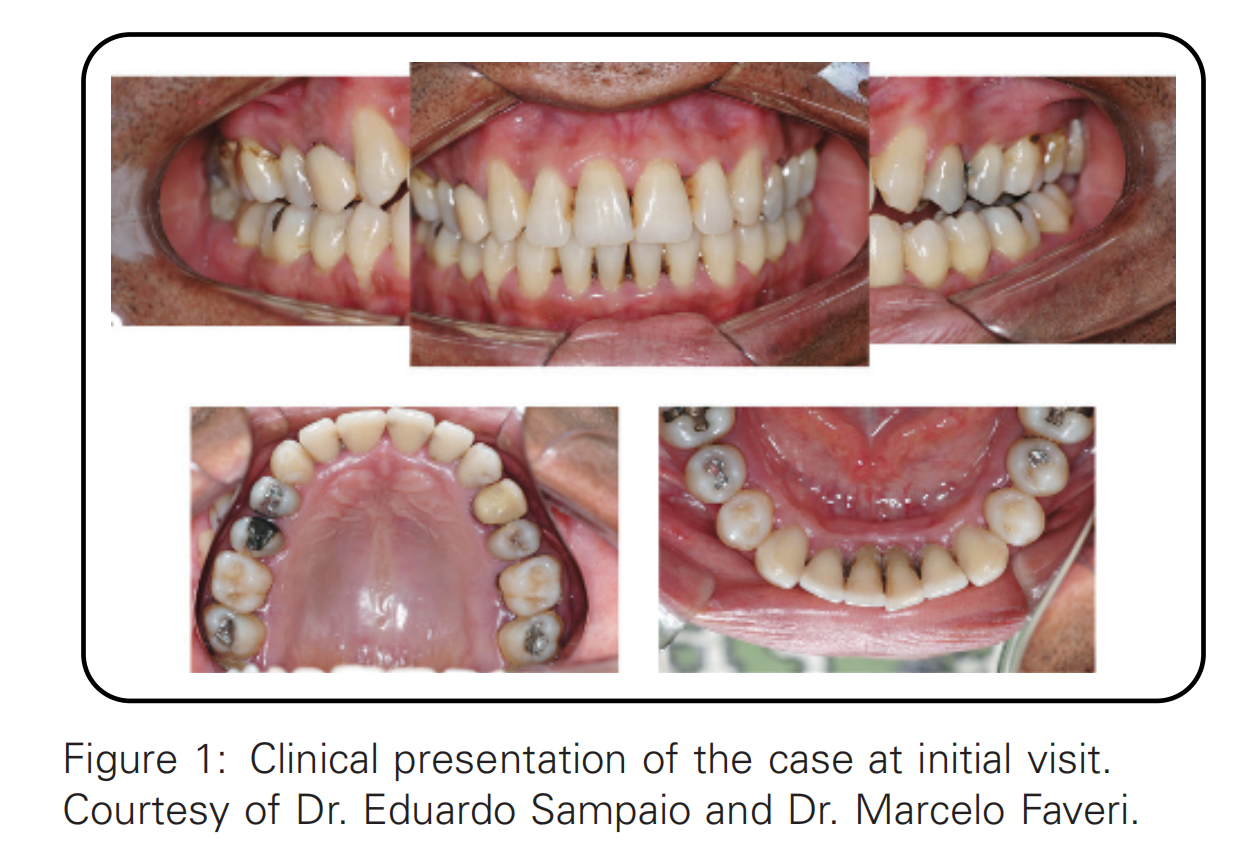 Figure 1: Clinical presentation of the case at initial visit.
Courtesy of Dr. Eduardo Sampaio and Dr. Marcelo Faveri.